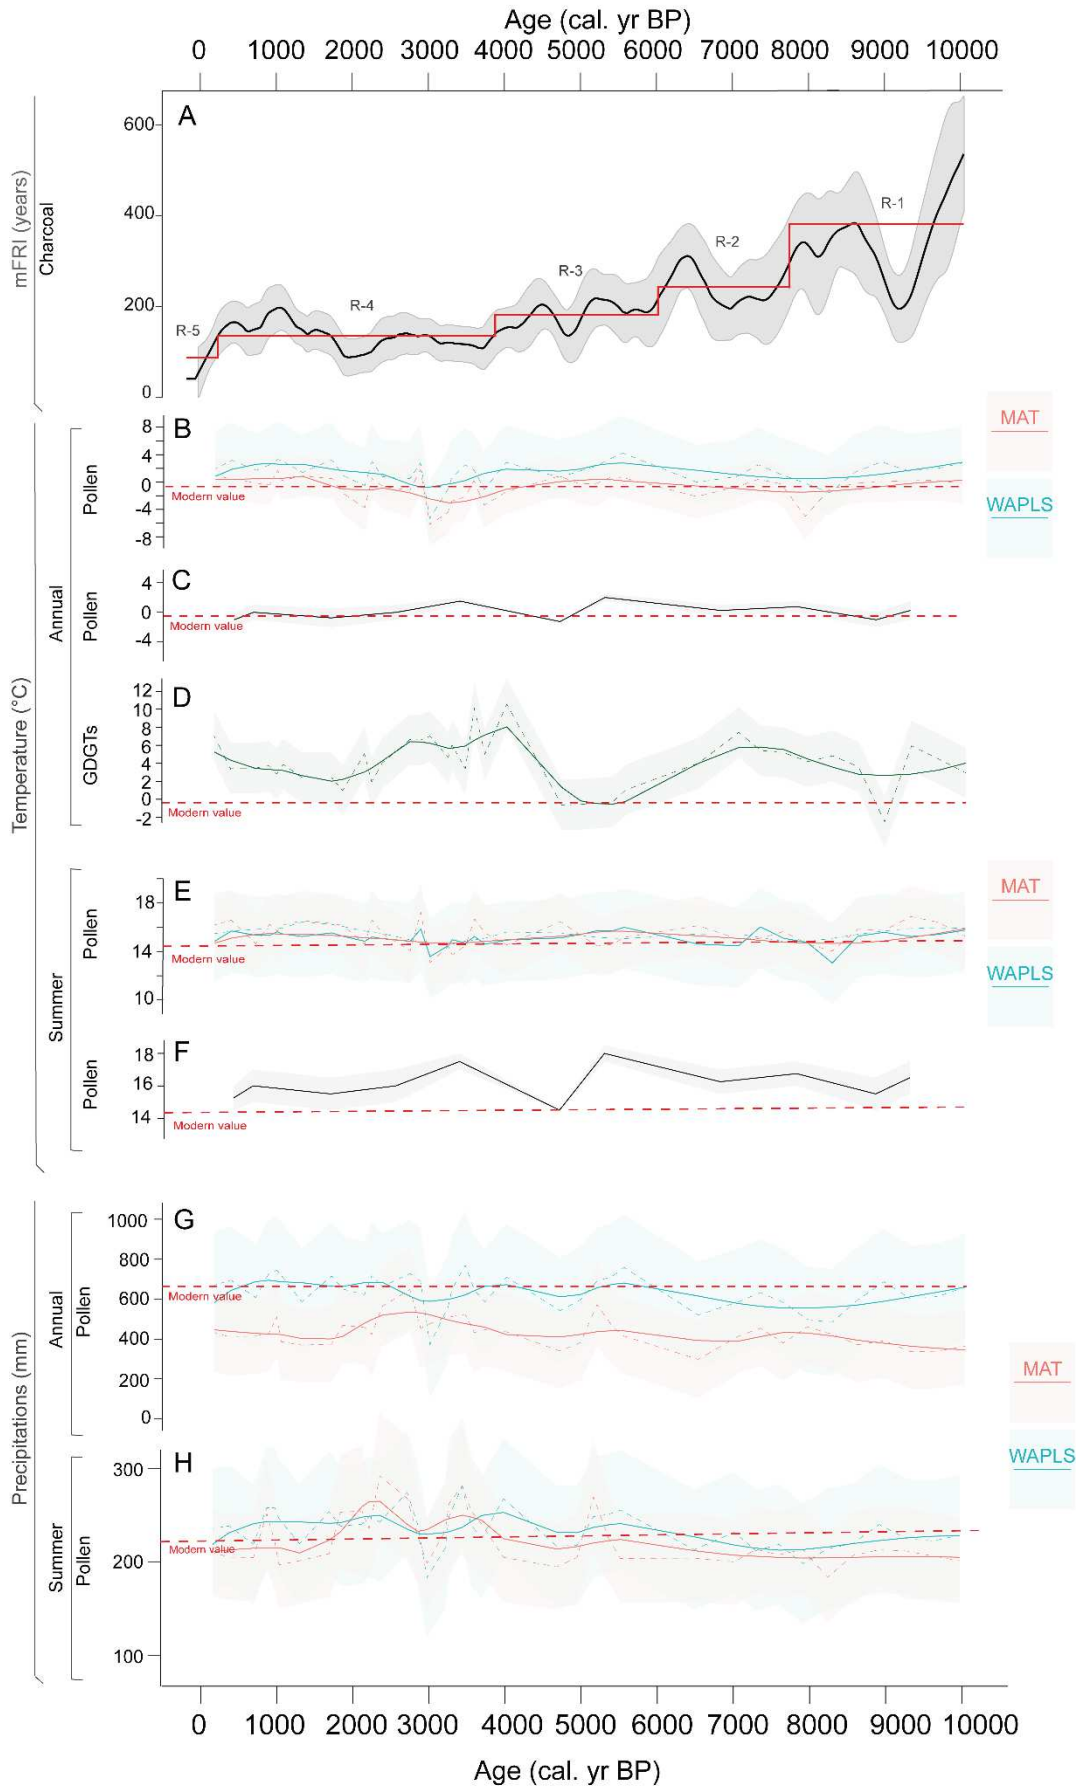 Age (cal. yr BP)
0 1000 2000 3000 4000 5000 6000 7000 8000 9000 10000
mFRI (years)
Charcoal
A
600
400
200
0
R-5
R-4
R-3
R-2
R-1
Temperature (°C)
Annual
Pollen
B
8
4
0
-4
-8
Modern value
MAT
WAPLS
Pollen
C
4
0
-4
Modern value
GDGTs
D
12
10
8
6
4
2
0
-2
Modern value
Summer
Pollen
E
18
14
10
Modern value
MAT
WAPLS
Pollen
F
18
16
14
Modern value
Precipitations (mm)
Annual
Pollen
G
1000
800
600
400
200
0
Modern value
MAT
WAPLS
Summer
Pollen
H
300
200
100
Modern value
0 1000 2000 3000 4000 5000 6000 7000 8000 9000 10000
Age (cal. yr BP)